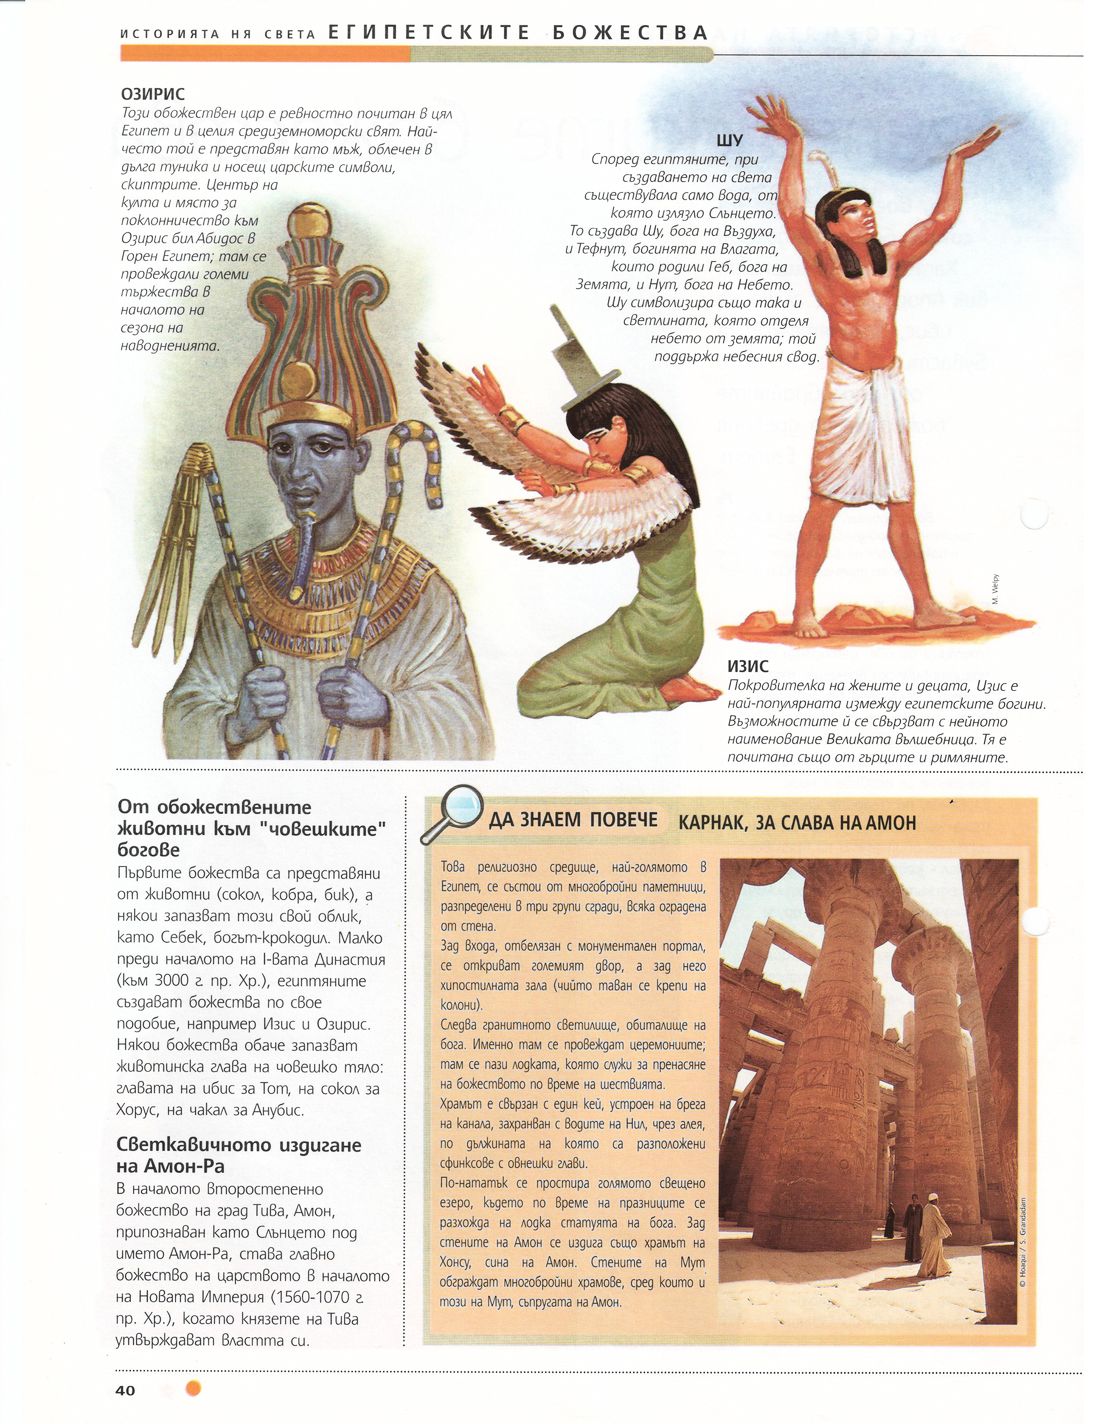 ИСТОРИЯТА НЯ СВЕТА ЕГИПЕТСКИТЕ БОЖЕСТВА
ОЗИРИС
Този обожествен цар е ревностно почитан в цял
Египет и в целия средиземноморски свят. Най-
често той е представян като мъж, облечен в
дълга туника и носещ царските символи,
скиптрите. Център на
култа и място за
поклонничество към
Озирис бил Абидос в
Горен Египет; там се
провеждали големи
тържества в
началото на
сезона на
наводненията.
ШУ
Според египтяните, при
създаването на света
съществувала само вода, от
която излязло Слънцето.
То създава Шу, бога на Въздуха,
и Тефнут, богинята на Влагата,
които родили Геб, бога на
Земята, и Нут, бога на Небето.
Шу символизира също така и
светлината, която отделя
небето от земята; той
поддържа небесния свод.
M. Welpy
ИЗИС
Покровителка на жените и децата, Изис е
най-популярната измежду египетските богини.
Възможностите ѝ се свързват с нейното
наименование Великата вълшебница. Тя е
почитана също от гърците и римляните.
От обожествените
животни към "човешките"
богове
Първите божества са представяни
от животни (сокол, кобра, бик), а
някои запазват този свой облик,
като Себек, богът-крокодил. Малко
преди началото на I-вата Династия
(към 3000 г. пр. Хр.), египтяните
създават божества по свое
подобие, например Изис и Озирис.
Някои божества обаче запазват
животинска глава на човешко тяло:
главата на ибис за Тот, на сокол за
Хорус, на чакал за Анубис.
Светкавичното издигане
на Амон-Ра
В началото второстепенно
божество на град Тива, Амон,
припознаван като Слънцето под
името Амон-Ра, става главно
божество на царството в началото
на Новата Империя (1560-1070 г.
пр. Хр.), когато князете на Тива
утвърждават властта си.
ДА ЗНАЕМ ПОВЕЧЕ КАРНАК, ЗА СЛАВА НА АМОН
Това религиозно средище, най-голямото в
Египет, се състои от многобройни паметници,
разпределени в три групи сгради, всяка оградена
от стена.
Зад входа, отбелязан с монументален портал,
се откриват големият двор, а зад него
хипостилната зала (чийто таван се крепи на
колони).
Следва гранитното светилище, обиталище на
бога. Именно там се провеждат церемониите;
там се пази лодката, която служи за пренасяне
на божеството по време на шествията.
Храмът е свързан с един кей, устроен на брега
на канала, захранван с водите на Нил, чрез алея,
по дължината на която са разположени
сфинксове с овнешки глави.
По-нататък се простира голямото свещено
езеро, където по време на празниците се
разхожда на лодка статуята на бога. Зад
стените на Амон се издига също храмът на
Хонсу, сина на Амон. Стените на Мут
обграждат многобройни храмове, сред които и
този на Мут, съпругата на Амон.
© Hoaqui / S. Grandadam
40